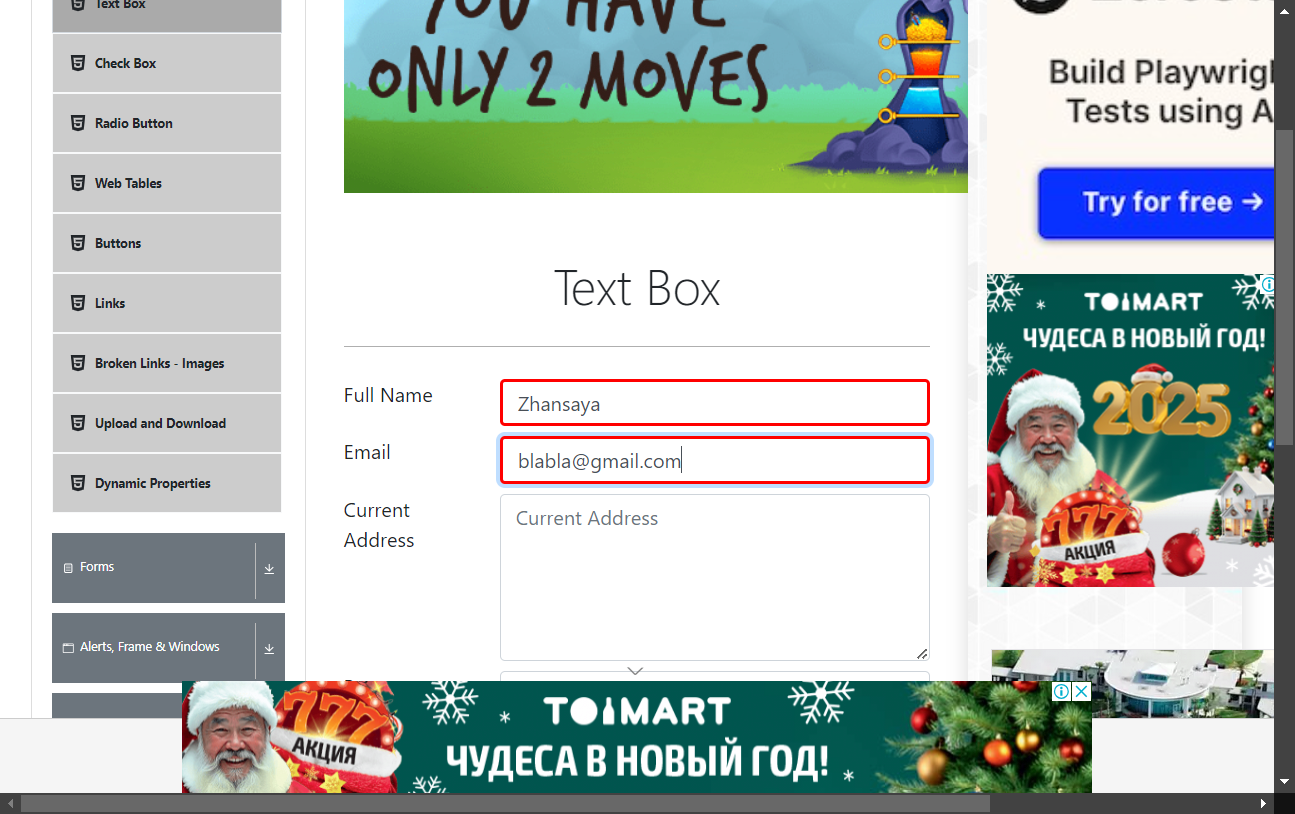 Text Box
Check Box
Radio Button
Web Tables
Buttons
Links
Broken Links - Images
Upload and Download
Dynamic Properties
Forms
Alerts, Frame & Windows
YOU HAVE
ONLY 2 MOVES
Text Box
Full Name
Zhansaya
Email
blabla@gmail.com
Current
Address
Current Address
Build Playwrigh
Tests using A
Try for free →
TOIMART
ЧУДЕСА В НОВЫЙ ГОД!
2025
777
АКЦИЯ
777
АКЦИЯ
TOIMART
ЧУДЕСА В НОВЫЙ ГОД!